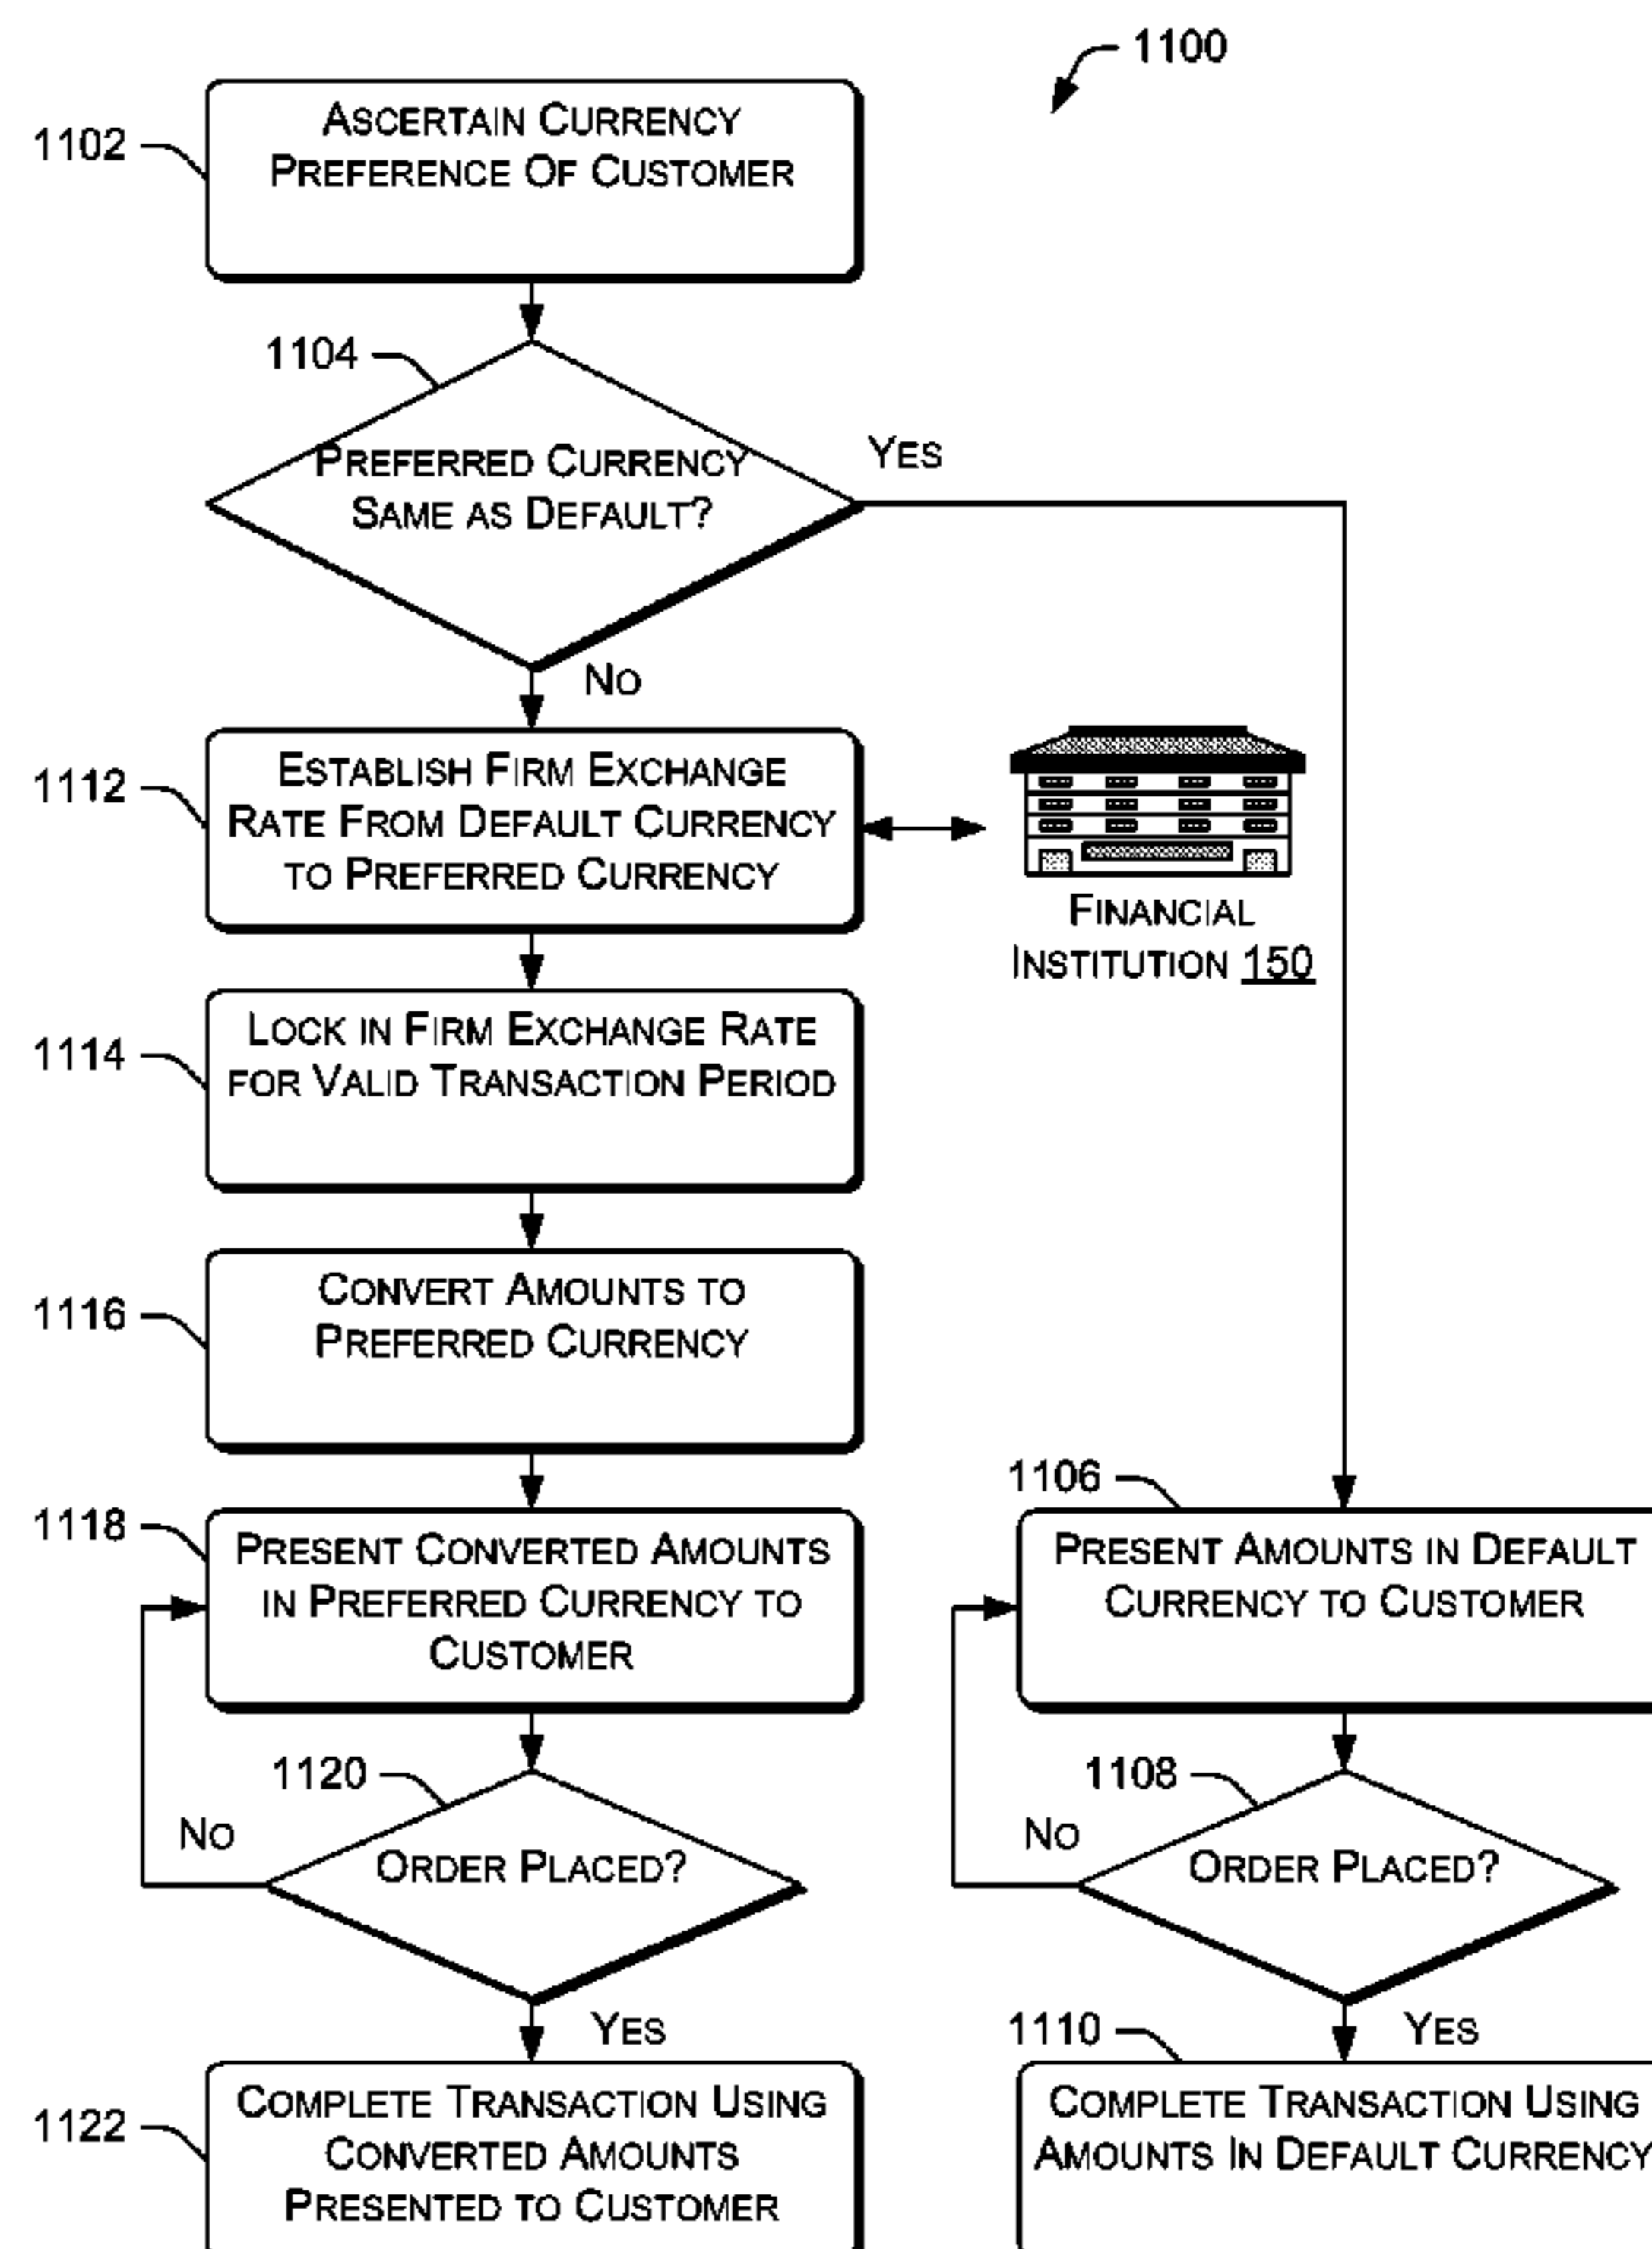 1100
1102
ASCERTAIN CURRENCY
PREFERENCE OF CUSTOMER
1104
PREFERRED CURRENCY
SAME AS DEFAULT?
YES
NO
1112
ESTABLISH FIRM EXCHANGE
RATE FROM DEFAULT CURRENCY
TO PREFERRED CURRENCY
FINANCIAL
INSTITUTION 150
1114
LOCK IN FIRM EXCHANGE RATE
FOR VALID TRANSACTION PERIOD
1116
CONVERT AMOUNTS TO
PREFERRED CURRENCY
1118
PRESENT CONVERTED AMOUNTS
IN PREFERRED CURRENCY TO
CUSTOMER
1106
PRESENT AMOUNTS IN DEFAULT
CURRENCY TO CUSTOMER
1120
NO
ORDER PLACED?
YES
1108
NO
ORDER PLACED?
YES
1122
COMPLETE TRANSACTION USING
CONVERTED AMOUNTS
PRESENTED TO CUSTOMER
1110
COMPLETE TRANSACTION USING
AMOUNTS IN DEFAULT CURRENCY